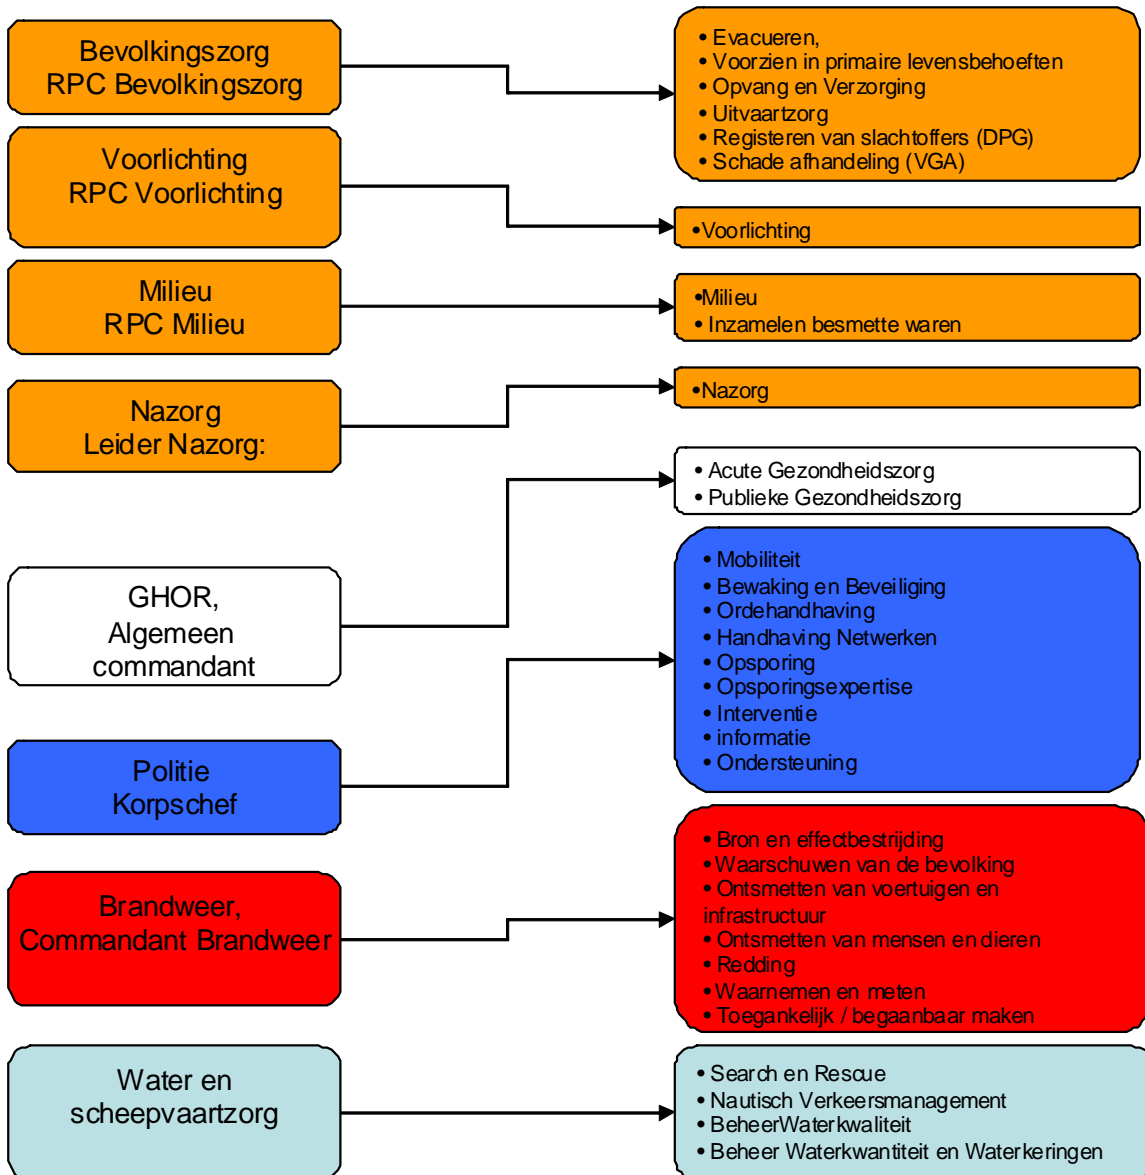 Bevolkingszorg
RPC Bevolkingszorg
• Evacueren,
• Voorzien in primaire levensbehoeften
• Opvang en Verzorging
• Uitvaartzorg
• Registeren van slachtoffers (DPG)
• Schade afhandeling (VGA)
Voorlichting
RPC Voorlichting
•Voorlichting
Milieu
RPC Milieu
•Milieu
• Inzamelen besmette waren
Nazorg
Leider Nazorg:
•Nazorg
GHOR,
Algemeen
commandant
• Acute Gezondheidszorg
• Publieke Gezondheidszorg
Politie
Korpschef
• Mobiliteit
• Bewaking en Beveiliging
• Ordehandhaving
• Handhaving Netwerken
• Opsporing
• Opsporingsexpertise
• Interventie
• informatie
• Ondersteuning
Brandweer,
Commandant Brandweer
• Bron en effectbestrijding
• Waarschuwen van de bevolking
• Ontsmetten van voertuigen en
infrastructuur
• Ontsmetten van mensen en dieren
• Redding
• Waarnemen en meten
• Toegankelijk / begaanbaar maken
Water en
scheepvaartzorg
• Search en Rescue
• Nautisch Verkeersmanagement
• BeheerWaterkwaliteit
• Beheer Waterkwantiteit en Waterkeringen